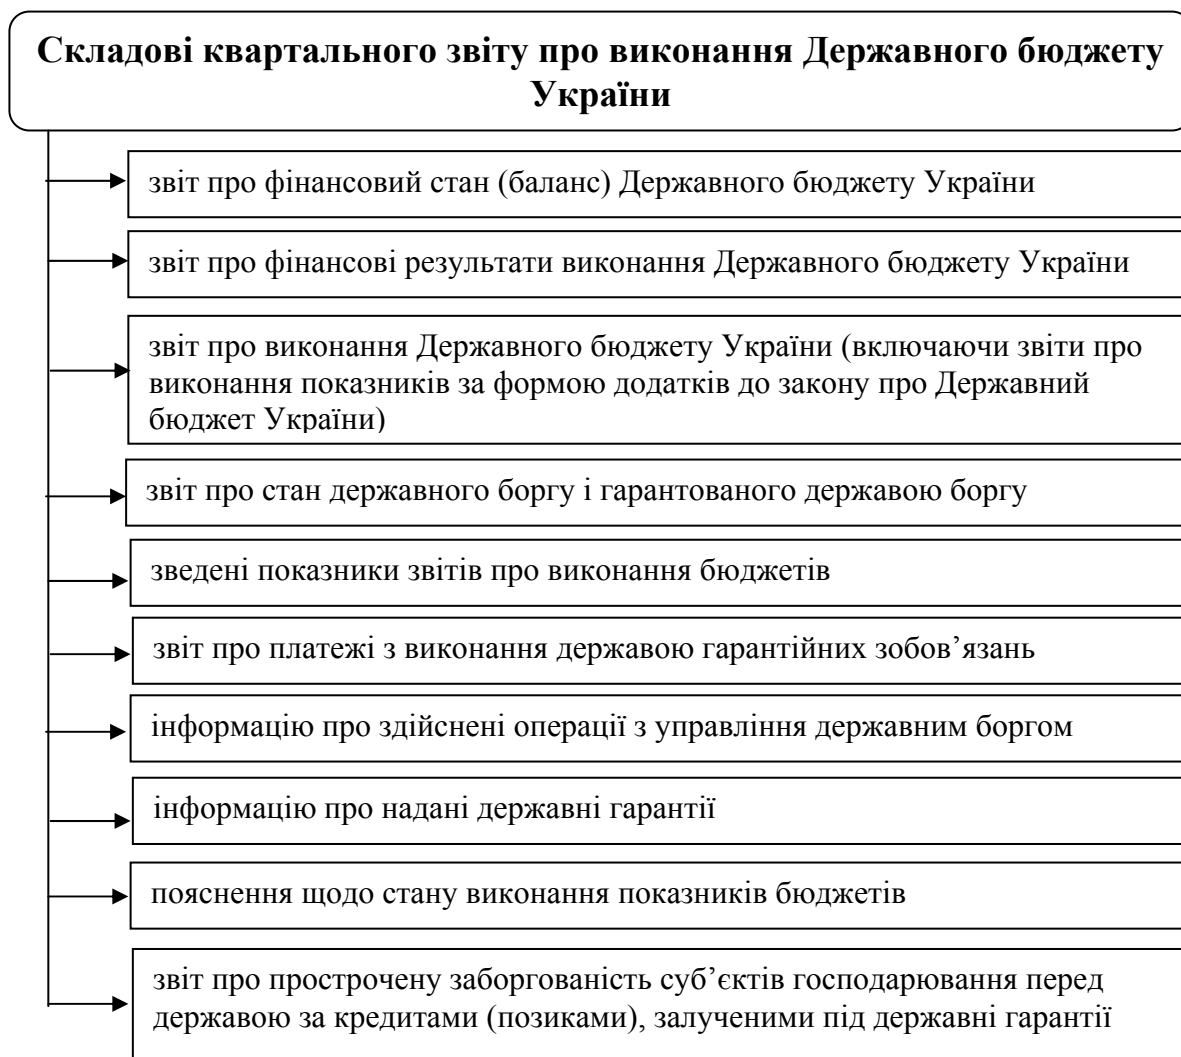 Складові квартального звіту про виконання Державного бюджету
України
звіт про фінансовий стан (баланс) Державного бюджету України
звіт про фінансові результати виконання Державного бюджету України
звіт про виконання Державного бюджету України (включаючи звіти про
виконання показників за формою додатків до закону про Державний
бюджет України)
звіт про стан державного боргу і гарантованого державою боргу
зведені показники звітів про виконання бюджетів
звіт про платежі з виконання державою гарантійних зобов’язань
інформацію про здійснені операції з управління державним боргом
інформацію про надані державні гарантії
пояснення щодо стану виконання показників бюджетів
звіт про прострочену заборгованість суб’єктів господарювання перед
державою за кредитами (позиками), залученими під державні гарантії